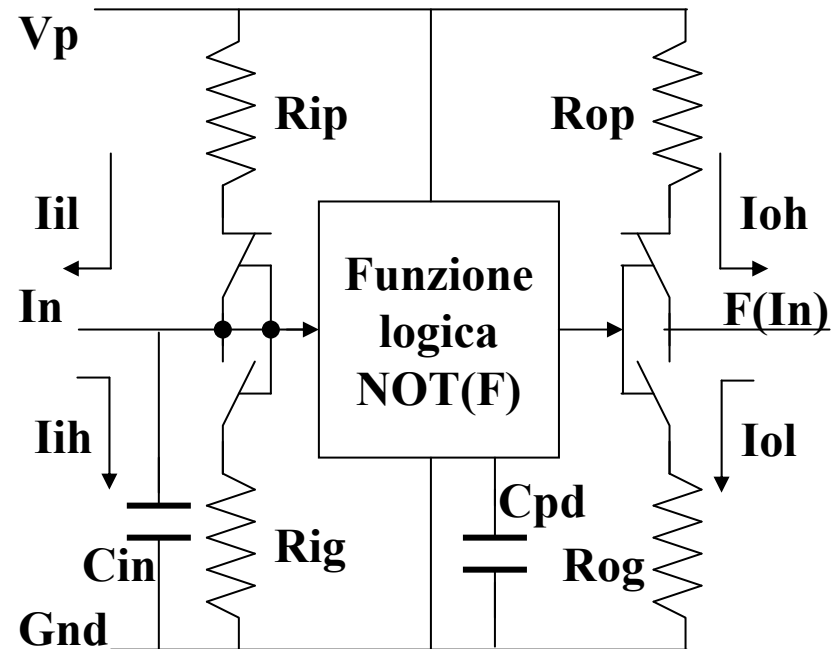 Vp
Rip
Rop
Iil
Ioh
In
Funzione
logica
NOT(F)
F(In)
Iih
Iol
Cin
Rig
Cpd
Rog
Gnd